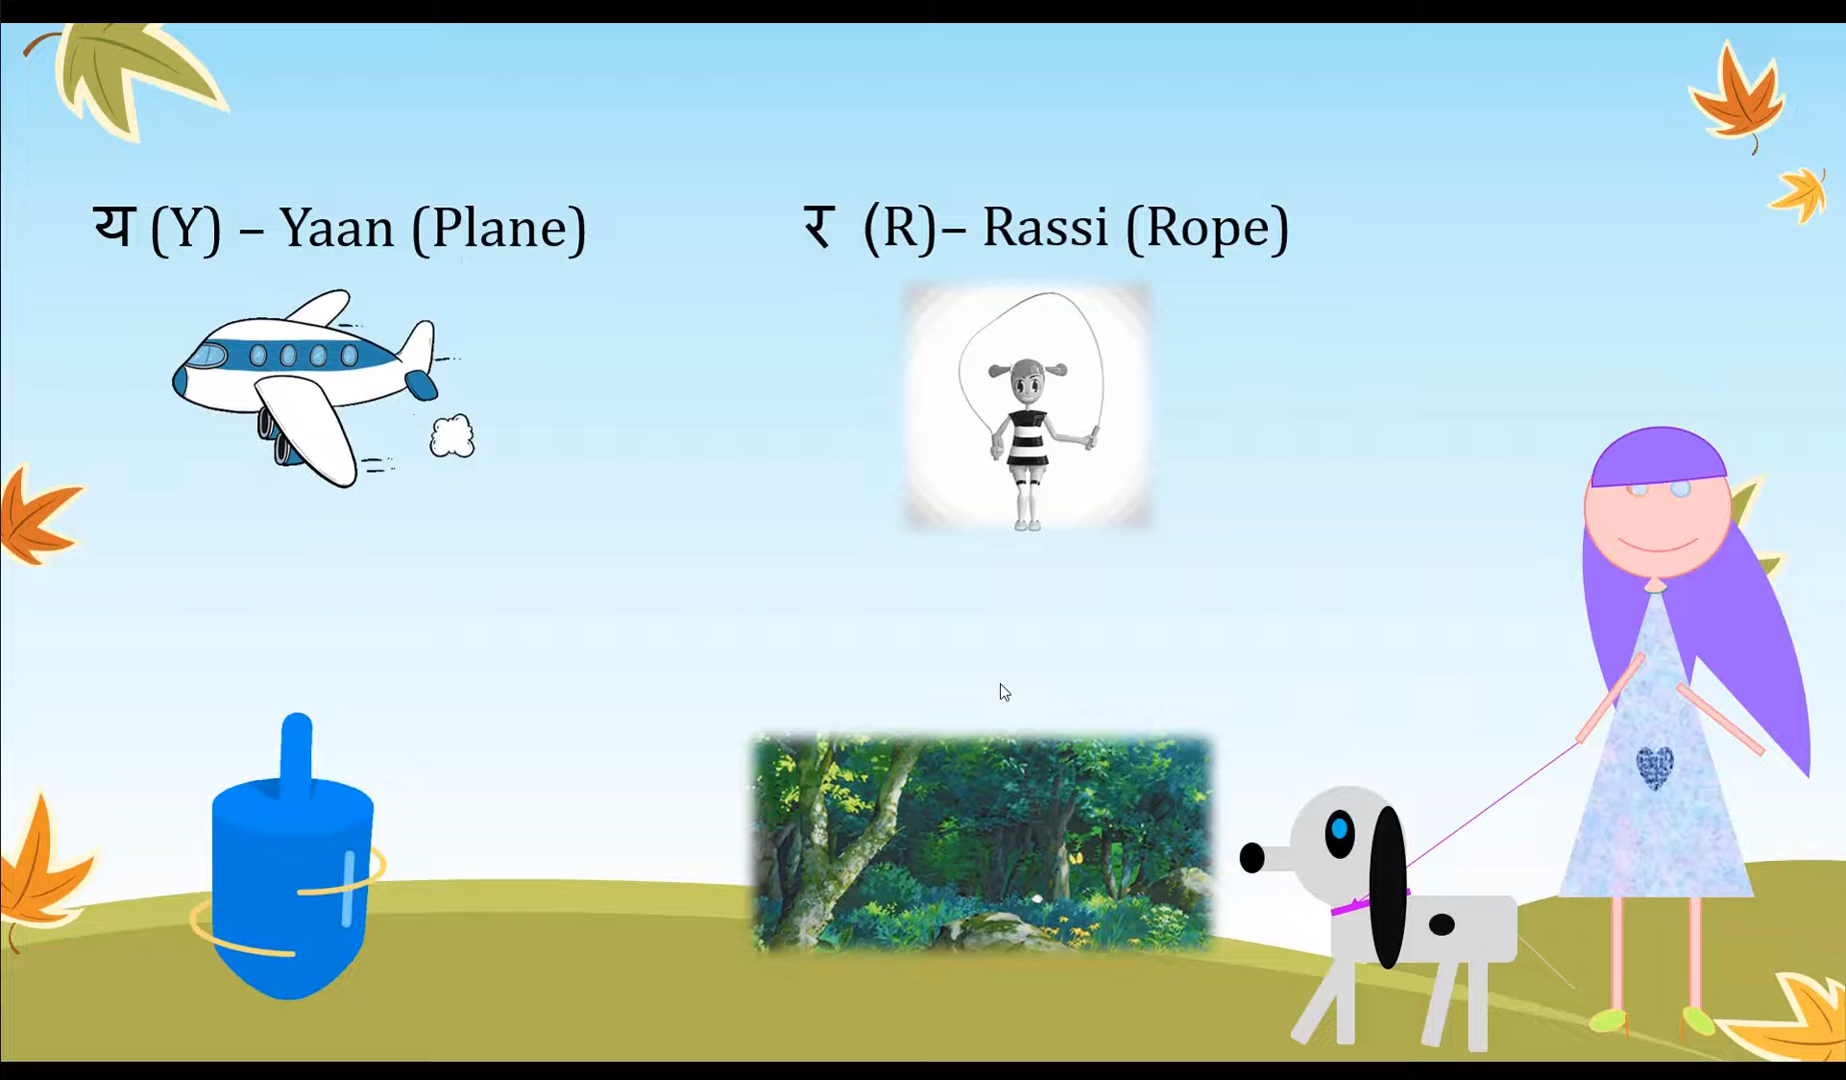 य (Y) – Yaan (Plane)
र (R)– Rassi (Rope)